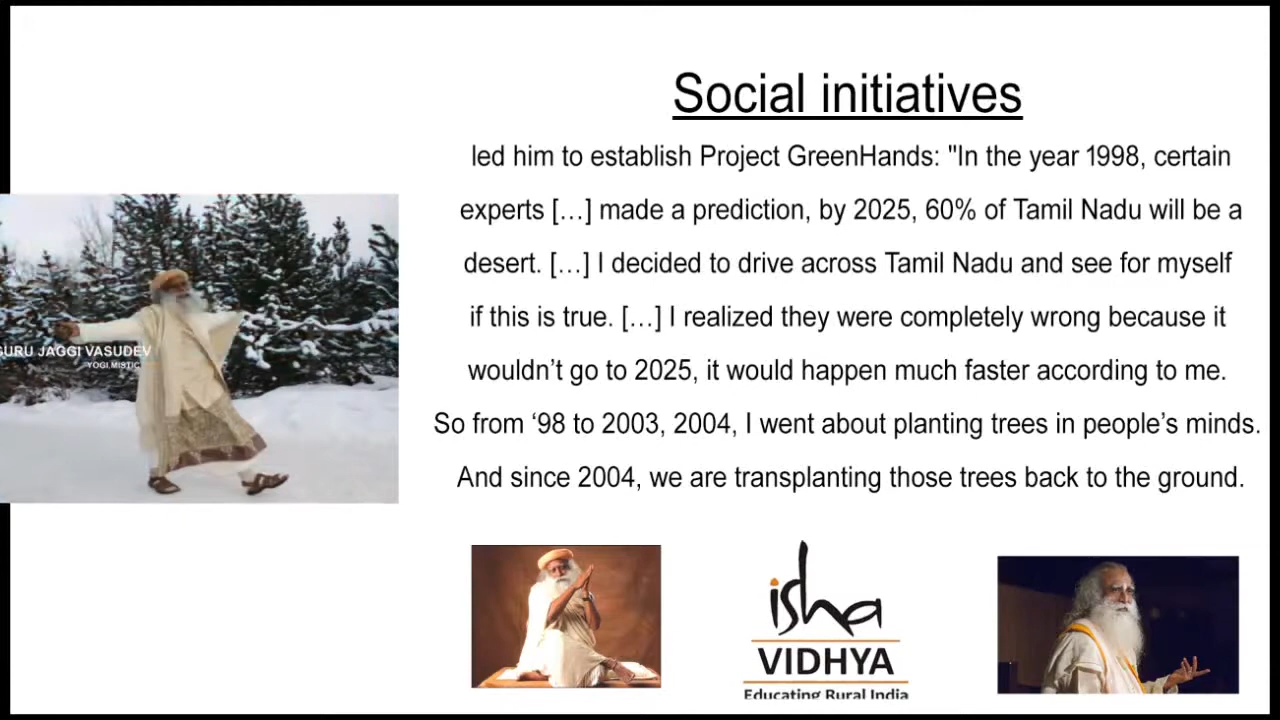 Social initiatives
led him to establish Project GreenHands: "In the year 1998, certain
experts […] made a prediction, by 2025, 60% of Tamil Nadu will be a
desert. […] I decided to drive across Tamil Nadu and see for myself
if this is true. […] I realized they were completely wrong because it
wouldn’t go to 2025, it would happen much faster according to me.
So from ‘98 to 2003, 2004, I went about planting trees in people’s minds.
And since 2004, we are transplanting those trees back to the ground.
GURU JAGGI VASUDEV
YOGI.MISTIC
isha
VIDHYA
Educating Rural India